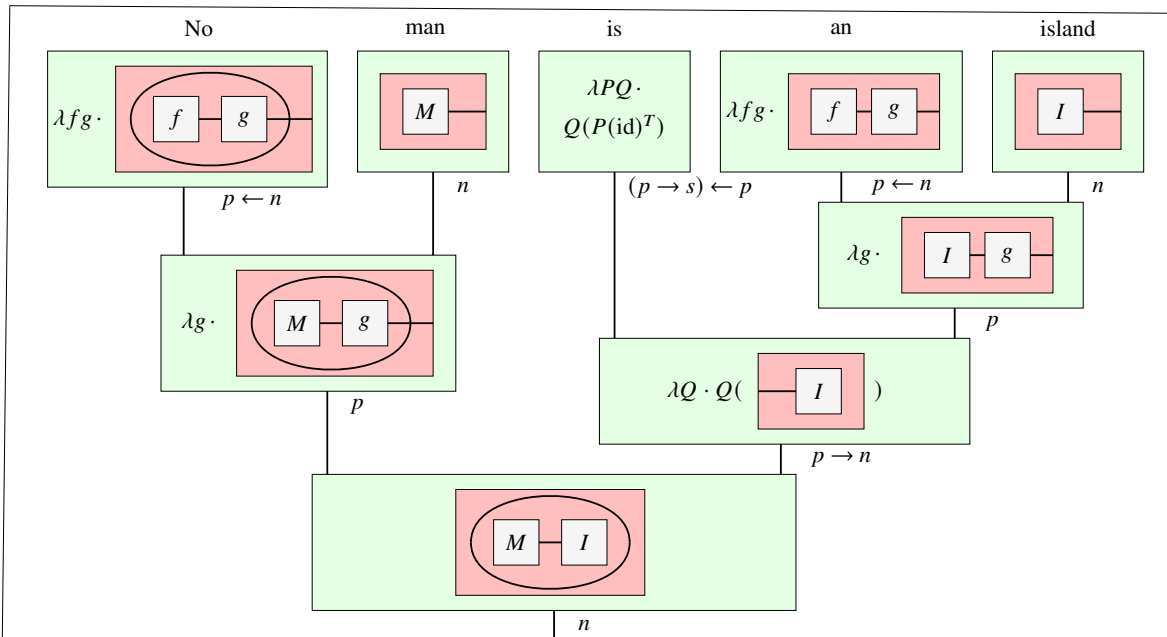 No man is an island
λfg· f g M λPQ · λfg· f g I
Q(P(id)ᵀ)
p ← n n (p → s) ← p p ← n n
λg· I g
λg· M g p
p λQ · Q( I )
p → n
M I
n